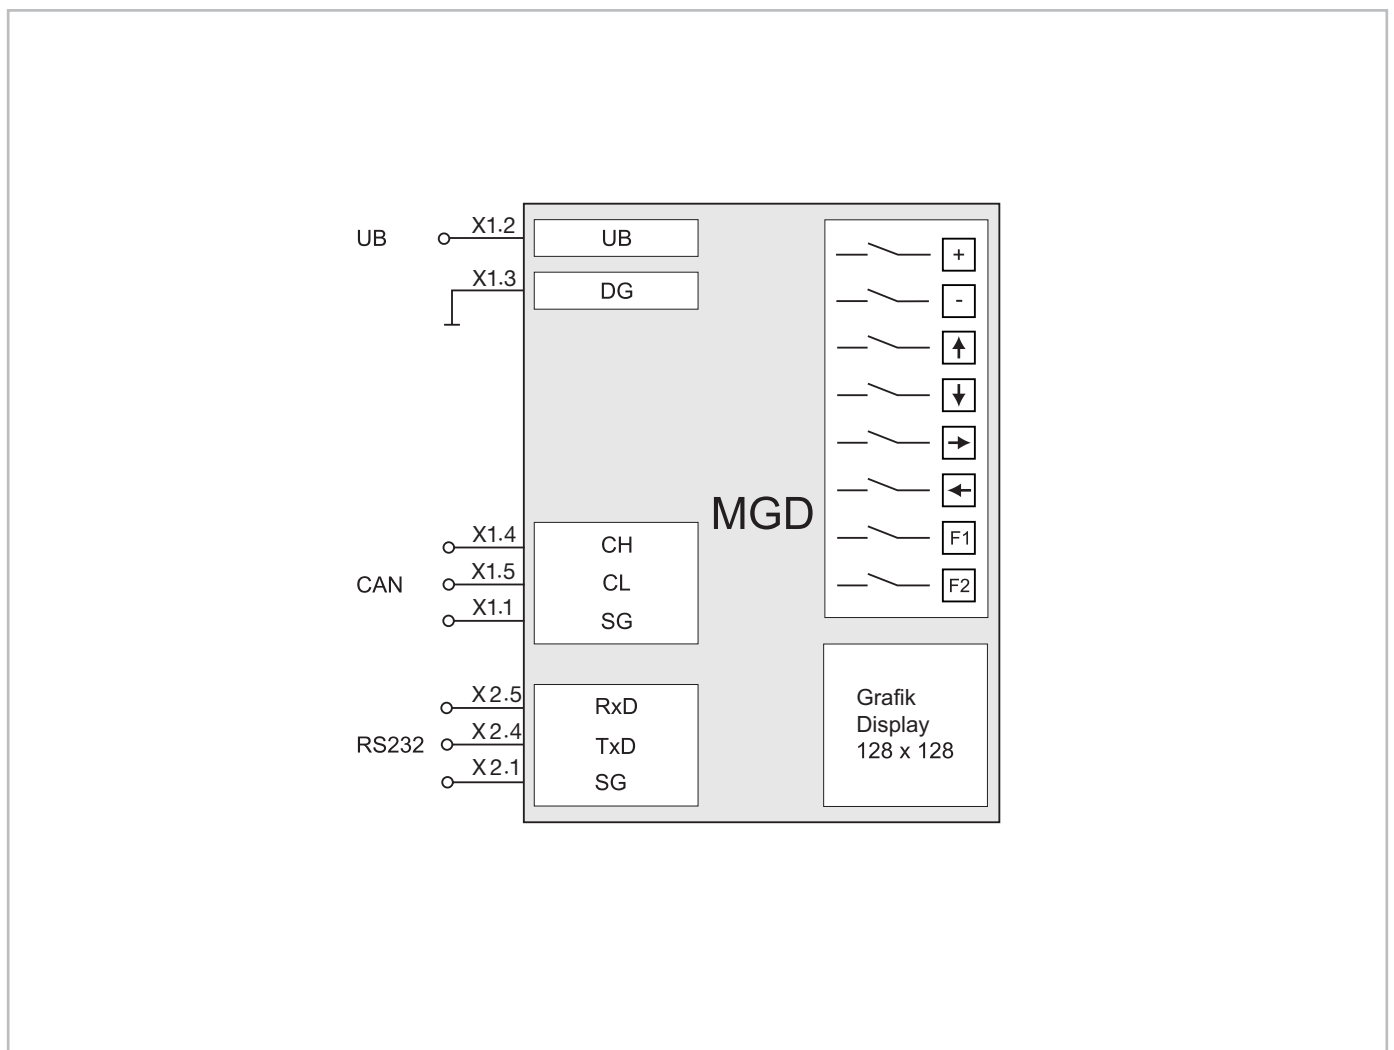 UB
X1.2
UB
X1.3
DG
CAN
X1.4
CH
X1.5
CL
X1.1
SG
RS232
X2.5
RxD
X2.4
TxD
X2.1
SG
MGD
+
-
F1
F2
Grafik
Display
128 x 128